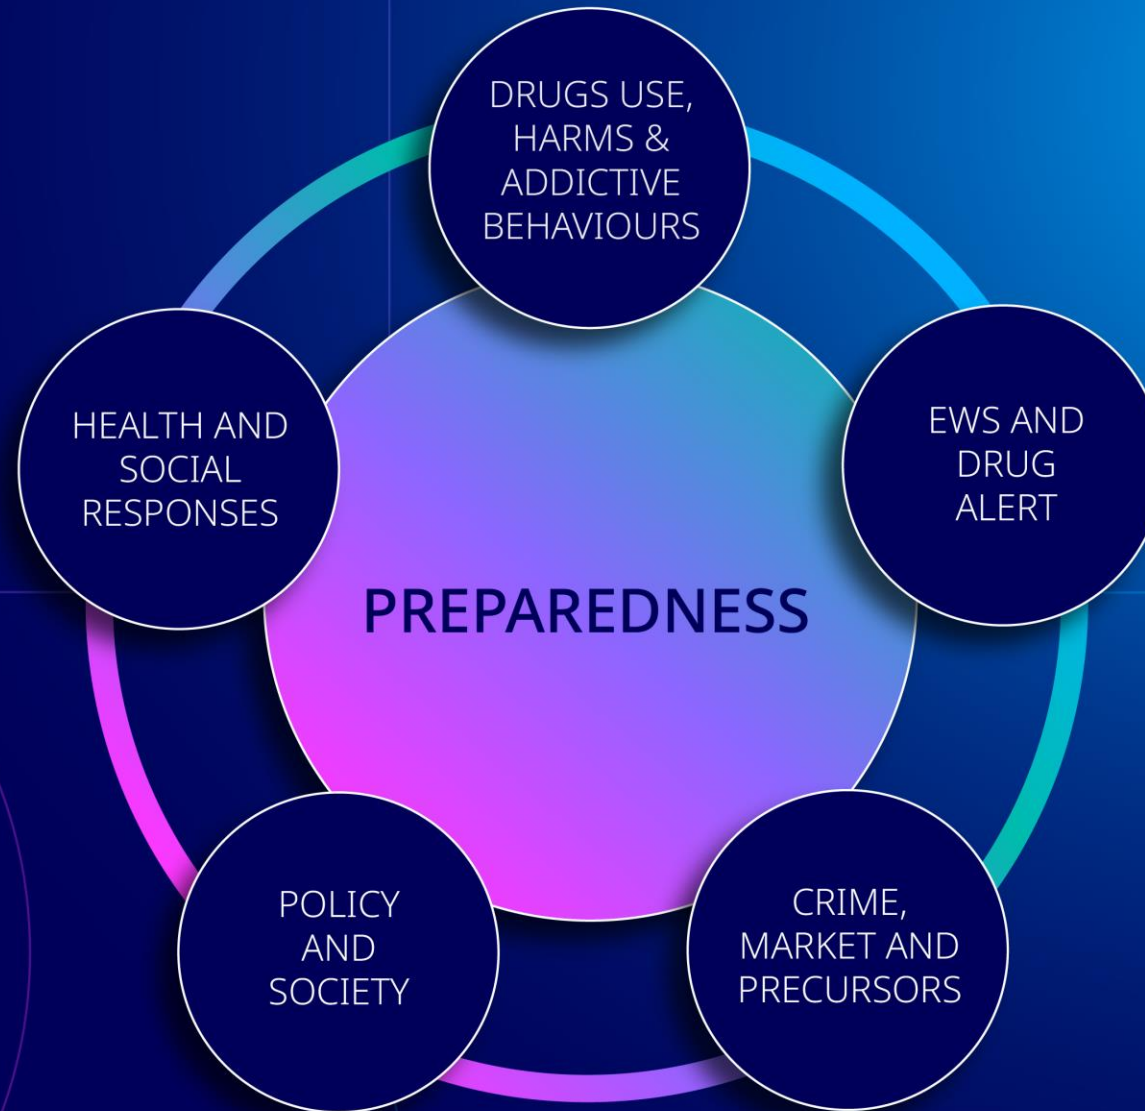 DRUGS USE,
HARMS &
ADDICTIVE
BEHAVIOURS
EWS AND
DRUG
ALERT
CRIME,
MARKET AND
PRECURSORS
POLICY
AND
SOCIETY
HEALTH AND
SOCIAL
RESPONSES
PREPAREDNESS